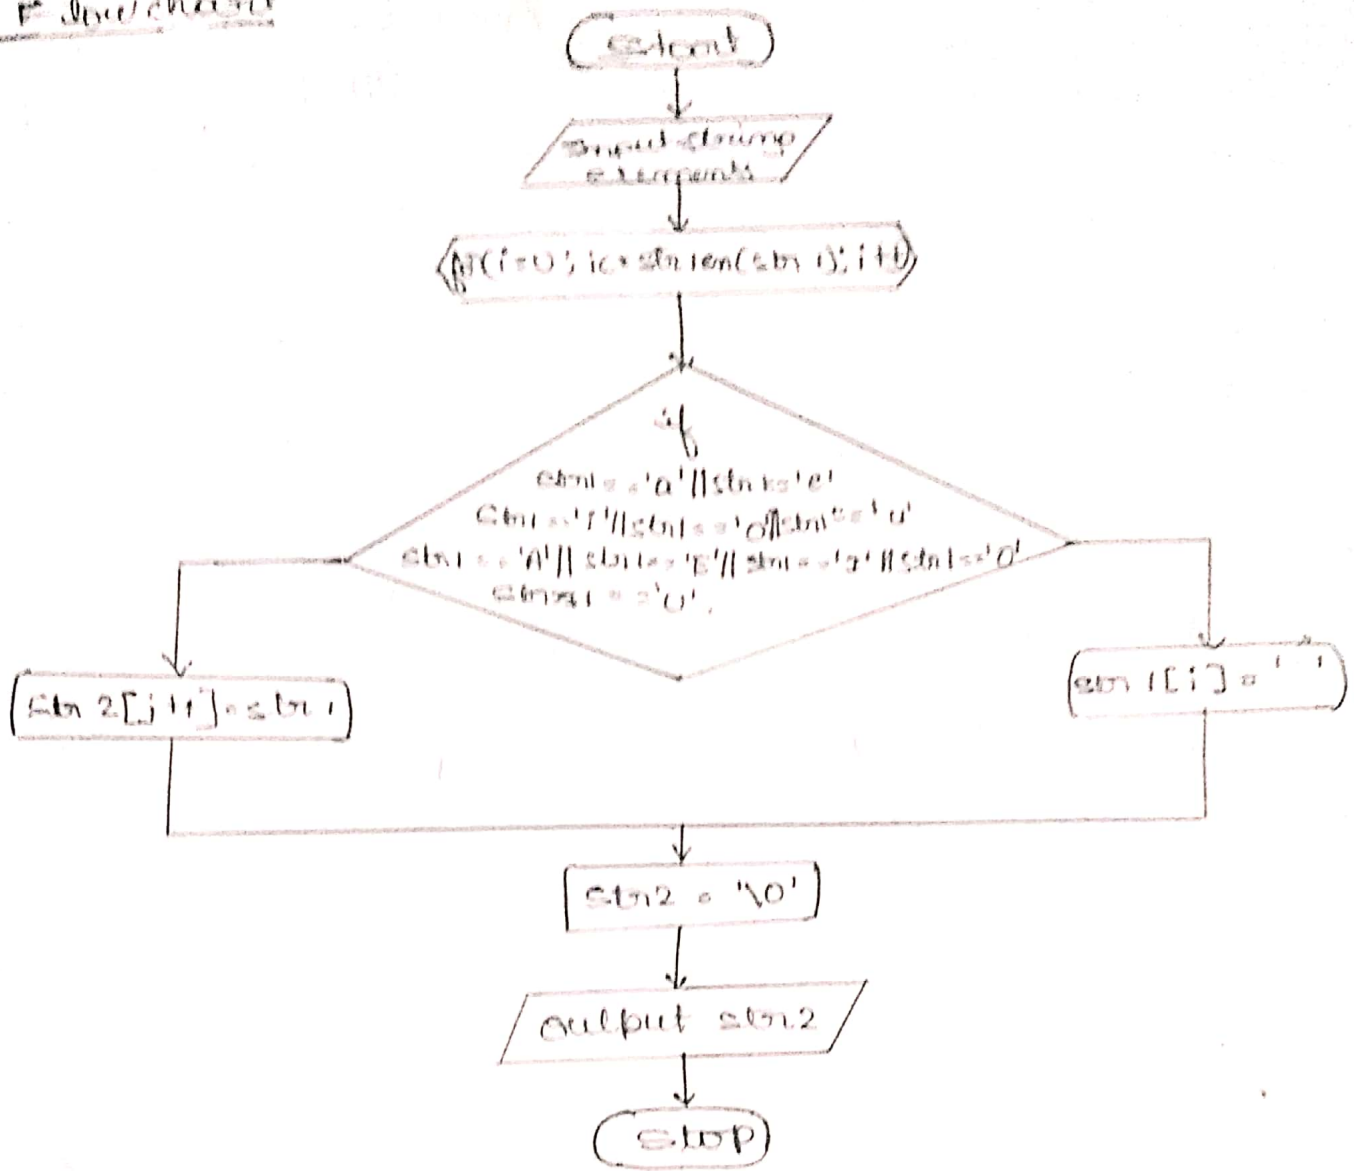 Flowchart
Start
Input string
elements
for(i=0; i<=strlen(str1); i++)
if
str1=='a'||str1=='e'
str1=='i'||str1=='o'||str1=='u'
str1=='A'||str1=='E'||str1=='I'||str1=='O'
str1=='U'.
str2[j++]=str1
str1[i]=' '
str2='\0'
output str2
stop